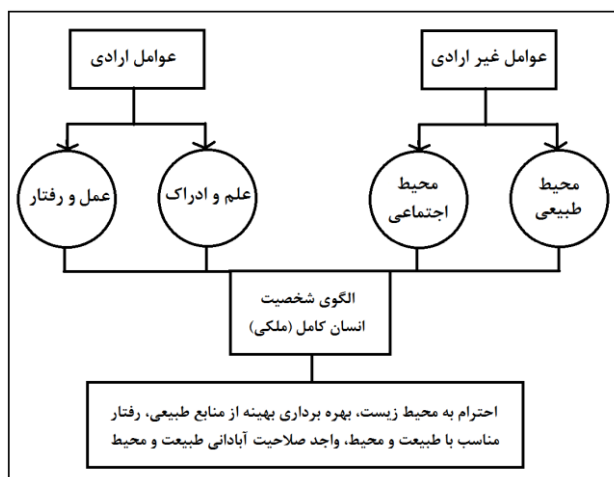 عوامل غیر ارادی
عوامل ارادی
محیط
طبیعی
محیط
اجتماعی
علم و ادراک
عمل و رفتار
الگوی شخصیت
انسان کامل (ملکی)
احترام به محیط زیست، بهره برداری بهینه از منابع طبیعی، رفتار
مناسب با طبیعت و محیط، واجد صلاحیت آبادانی طبیعت و محیط